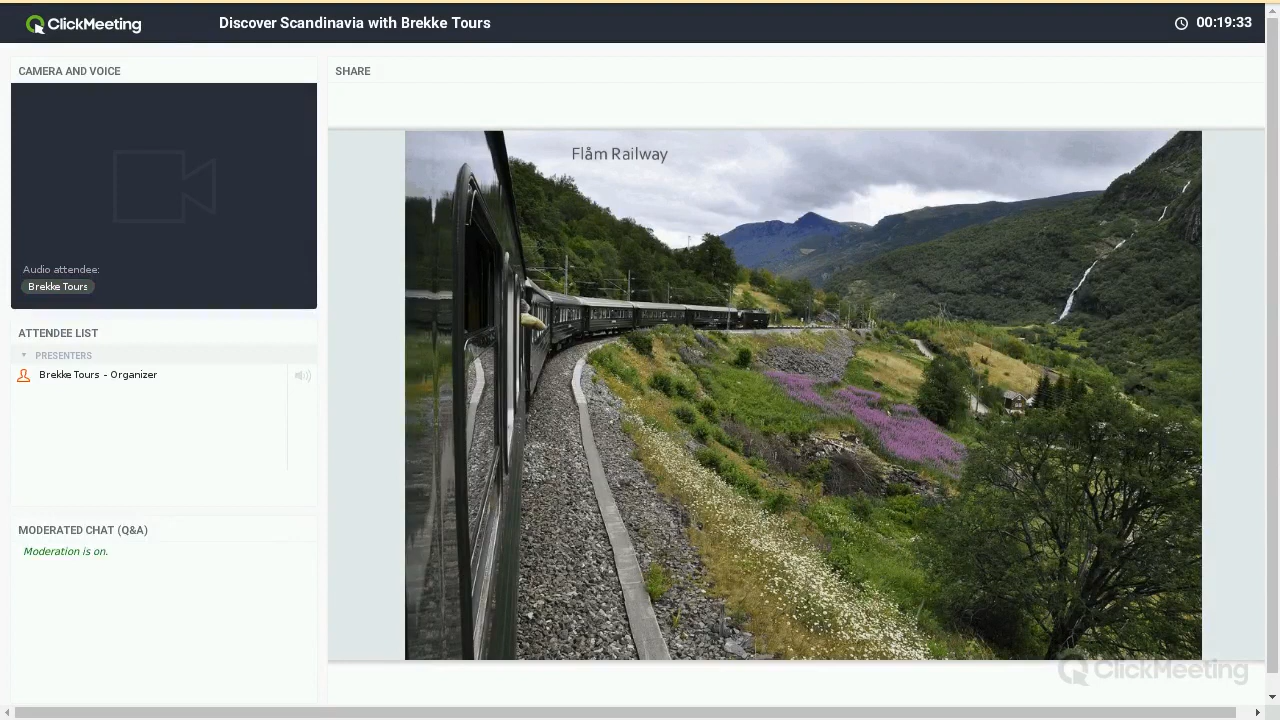 ClickMeeting
Discover Scandinavia with Brekke Tours
00:19:33
CAMERA AND VOICE
Audio attendee:
Brekke Tours
ATTENDEE LIST
PRESENTERS
Brekke Tours - Organizer
MODERATED CHAT (Q&A)
Moderation is on.
SHARE
Flåm Railway
ClickMeeting